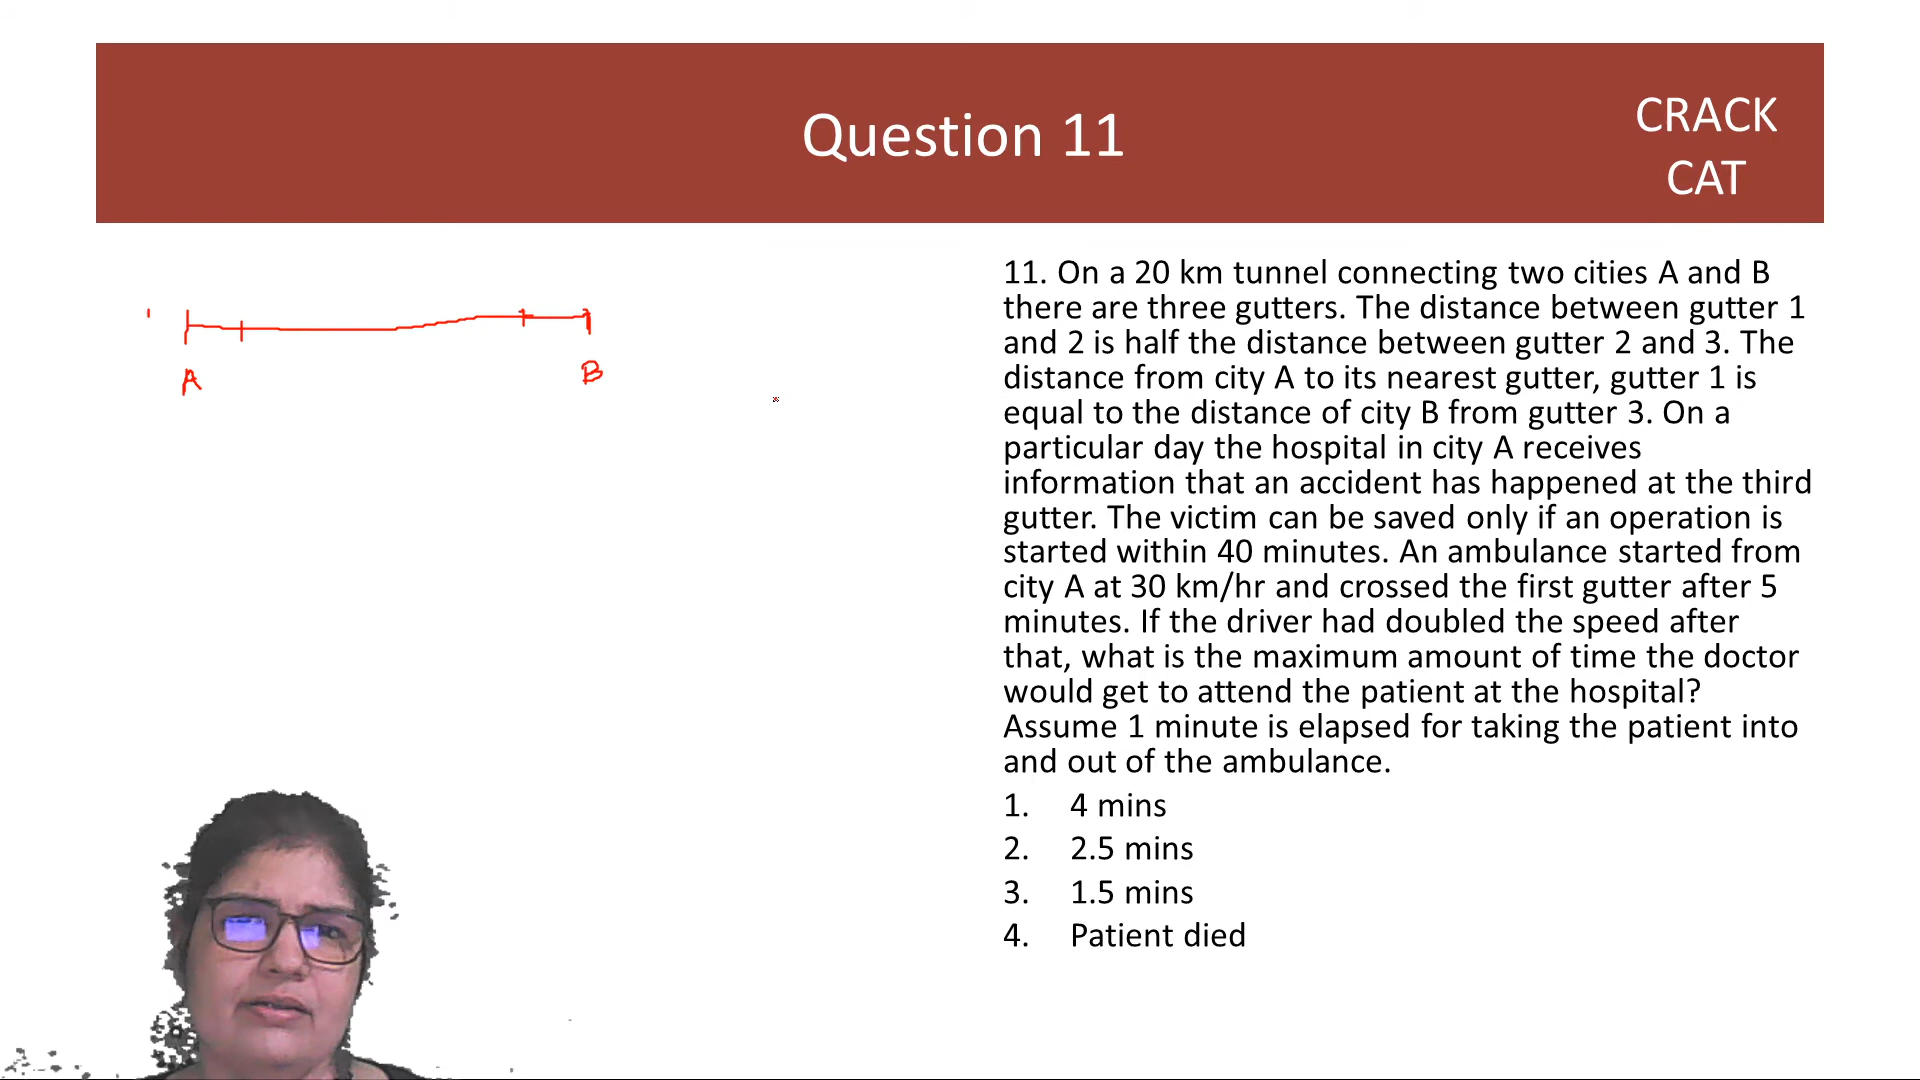 Question 11
CRACK
CAT
A
B
11. On a 20 km tunnel connecting two cities A and B
there are three gutters. The distance between gutter 1
and 2 is half the distance between gutter 2 and 3. The
distance from city A to its nearest gutter, gutter 1 is
equal to the distance of city B from gutter 3. On a
particular day the hospital in city A receives
information that an accident has happened at the third
gutter. The victim can be saved only if an operation is
started within 40 minutes. An ambulance started from
city A at 30 km/hr and crossed the first gutter after 5
minutes. If the driver had doubled the speed after
that, what is the maximum amount of time the doctor
would get to attend the patient at the hospital?
Assume 1 minute is elapsed for taking the patient into
and out of the ambulance.
1. 4 mins
2. 2.5 mins
3. 1.5 mins
4. Patient died